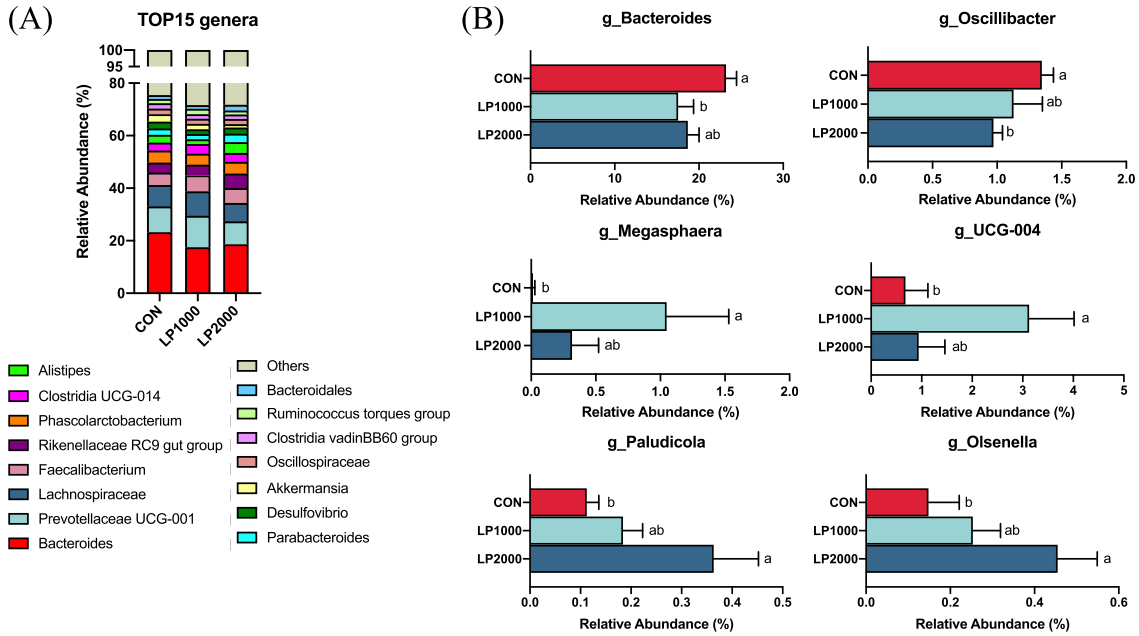 (A)
TOP15 genera
Relative Abundance (%)
100
95
80
60
40
20
0
CON
LP1000
LP2000
Alistipes
Clostridia UCG-014
Phascolarctobacterium
Rikenellaceae RC9 gut group
Faecalibacterium
Lachnospiraceae
Prevotellaceae UCG-001
Bacteroides
Others
Bacteroidales
Ruminococcus torques group
Clostridia vadinBB60 group
Oscillospiraceae
Akkermansia
Desulfovibrio
Parabacteroides
(B)
g_Bacteroides
CON a
LP1000 b
LP2000 ab
0 10 20 30
Relative Abundance (%)
g_Oscillibacter
CON a
LP1000 ab
LP2000 b
0.0 0.5 1.0 2.0
Relative Abundance (%)
g_Megasphaera
CON b
LP1000 a
LP2000 ab
0.0 0.5 1.0 2.0
Relative Abundance (%)
g_UCG-004
CON b
LP1000 a
LP2000 ab
0 1 2 3 4 5
Relative Abundance (%)
g_Paludicola
CON b
LP1000 ab
LP2000 a
0.0 0.1 0.2 0.3 0.4 0.5
Relative Abundance (%)
g_Olsenella
CON b
LP1000 ab
LP2000 a
0.0 0.2 0.4 0.6
Relative Abundance (%)